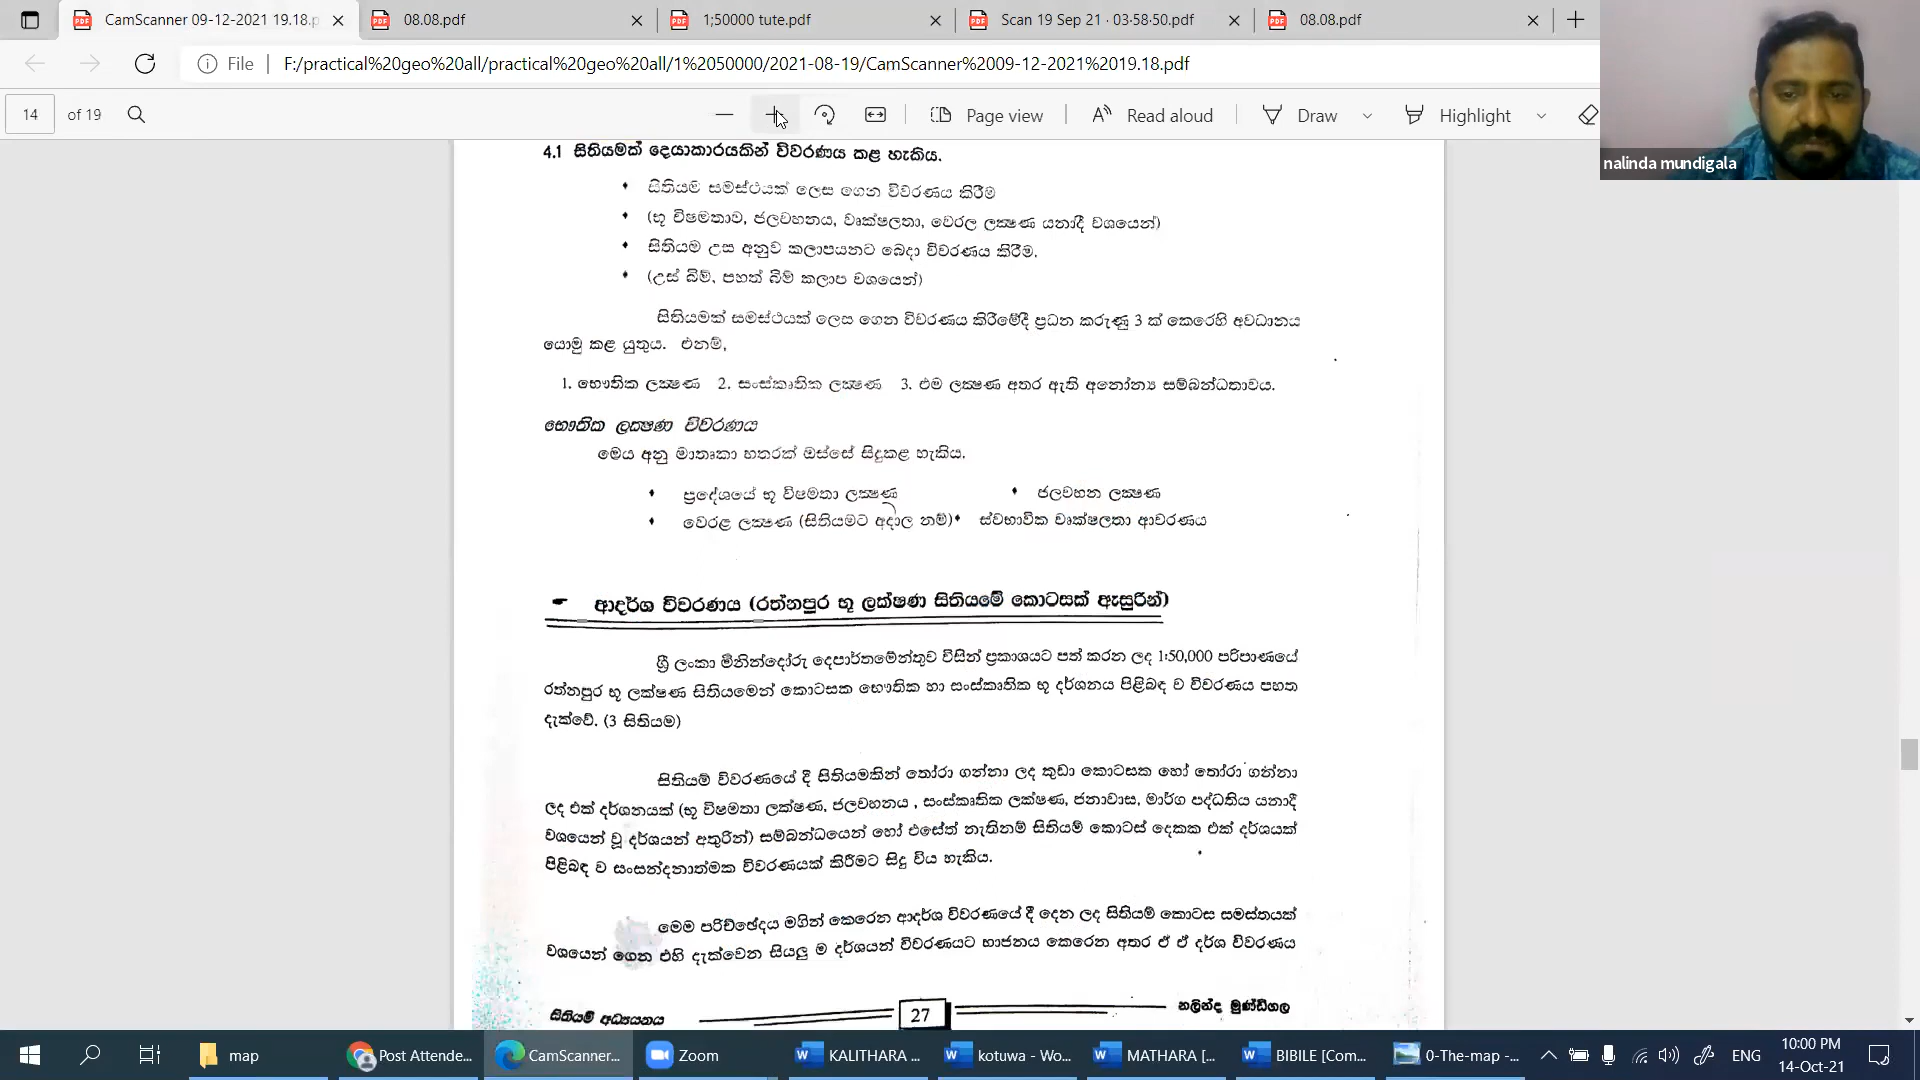 CamScanner 09-12-2021 19.18.p
08.08.pdf
1;50000 tute.pdf
Scan 19 Sep 21 · 03·58·50.pdf
08.08.pdf
File
F:/practical%20geo%20all/practical%20geo%20all/1%2050000/2021-08-19/CamScanner%2009-12-2021%2019.18.pdf
14 of 19
Page view
Read aloud
Draw
Highlight
nalinda mundigala
4.1 සිතියමක් දෙයාකාරයකින් විවරණය කළ හැකිය.
සිතියම් සමස්ථයක් ලෙස ගෙන විවරණය කිරීම
(භූ විෂමතාව, ජලවහනය, වෘක්ෂලතා, වෙරල ලක්ෂණ යනාදී වශයෙන්)
සිතියම උස අනුව කලාපයනට බෙදා විවරණය කිරීම.
(උස් බිම්, පහත් බිම් කලාප වශයෙන්)
සිතියමක් සමස්ථයක් ලෙස ගෙන විවරණය කිරීමේදී ප්‍රධන කරුණු 3 ක් කෙරෙහි අවධානය
යොමු කළ යුතුය. එනම්,
1. භෞතික ලක්ෂණ 2. සංස්කෘතික ලක්ෂණ 3. එම ලක්ෂණ අතර ඇති අනෝන්‍ය සම්බන්ධතාවය.
භෞතික ලක්ෂණ විවරණය
මෙය අනු මාතෘකා හතරක් ඔස්සේ සිදුකළ හැකිය.
ප්‍රදේශයේ භූ විෂමතා ලක්ෂණ
ජලවහන ලක්ෂණ
වෙරළ ලක්ෂණ (සිතියමට අදාල නම්)
ස්වභාවික වෘක්ෂලතා ආවරණය
ආදර්ශ විවරණය (රත්නපුර භූ ලක්ෂණ සිතියමේ කොටසක් ඇසුරින්)
ශ්‍රී ලංකා මිනින්දෝරු දෙපාර්තමේන්තුව විසින් ප්‍රකාශයට පත් කරන ලද 1:50,000 පරිපාණයේ
රත්නපුර භූ ලක්ෂණ සිතියමෙන් කොටසක භෞතික හා සංස්කෘතික භූ දර්ශනය පිළිබඳ ව විවරණය පහත
දැක්වේ. (3 සිතියම)
සිතියම් විවරණයේ දී සිතියමකින් තෝරා ගන්නා ලද කුඩා කොටසක හෝ තෝරා ගන්නා
ලද එක් දර්ශනයක් (භූ විෂමතා ලක්ෂණ, ජලවහනය , සංස්කෘතික ලක්ෂණ, ජනාවාස, මාර්ග පද්ධතිය යනාදී
වශයෙන් වූ දර්ශයන් අතුරින්) සම්බන්ධයෙන් හෝ එසේත් නැතිනම් සිතියම් කොටස් දෙකක එක් දර්ශයක්
පිළිබඳ ව සංසන්දනාත්මක විවරණයක් කිරීමට සිදු විය හැකිය.
මෙම පරිච්ඡේදය මගින් කෙරෙන ආදර්ශ විවරණයේ දී දෙන ලද සිතියම් කොටස සමස්තයක්
වශයෙන් ගෙන එහි දැක්වෙන සියලු ම දර්ශයන් විවරණයට භාජනය කෙරෙන අතර ඒ ඒ දර්ශ විවරණය
සිතියම් අධ්‍යයනය
27
නලින්ද මුණ්ඩිගල
map
Post Attende...
CamScanner...
Zoom
KALITHARA ...
kotuwa - Wo...
MATHARA [...
BIBILE [Com...
0-The-map -...
ENG
10:00 PM
14-Oct-21